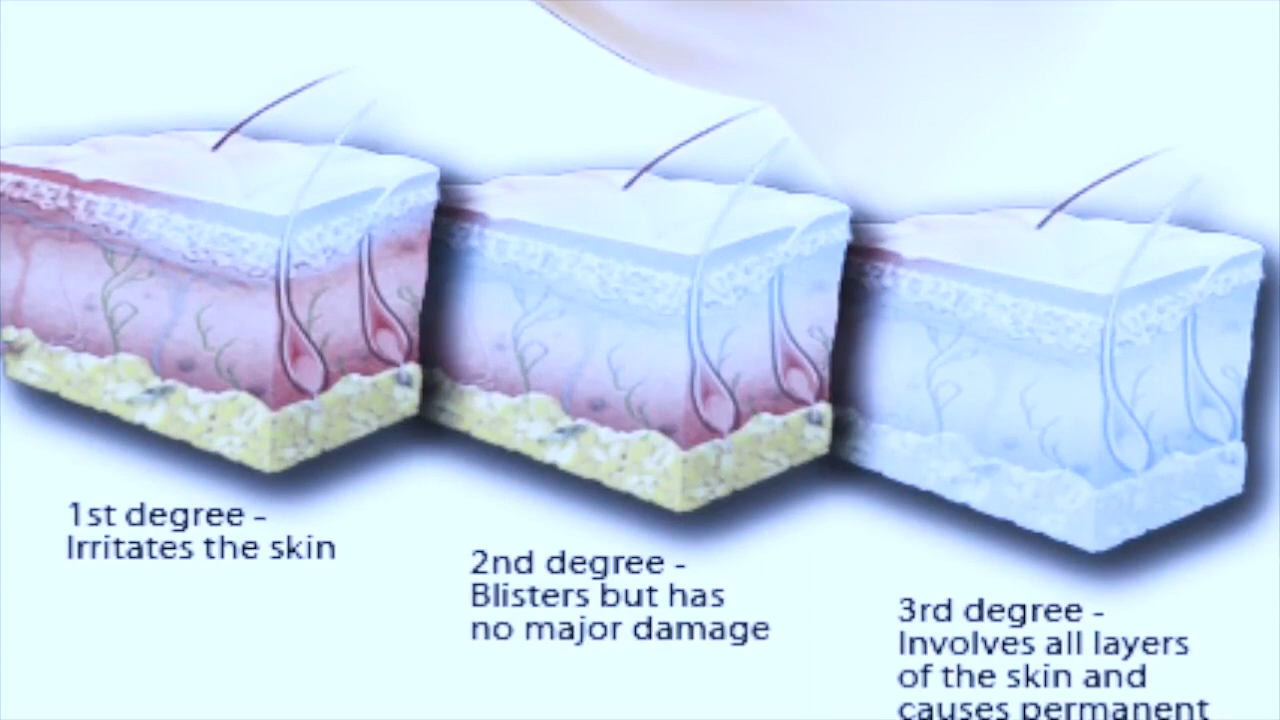 1st degree -
Irritates the skin
2nd degree -
Blisters but has
no major damage
3rd degree -
Involves all layers
of the skin and
causes permanent